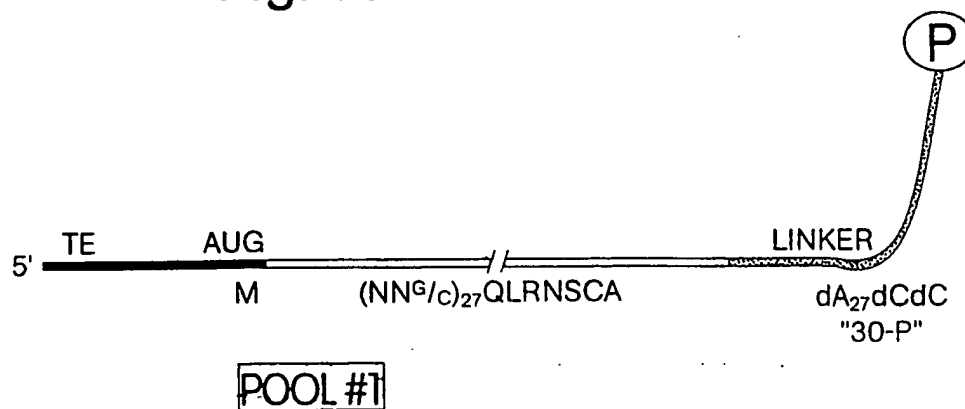 P
TE AUG LINKER
5'
M (NNG/C)27QLRNSCA dA27dCdC
"30-P"
POOL #1